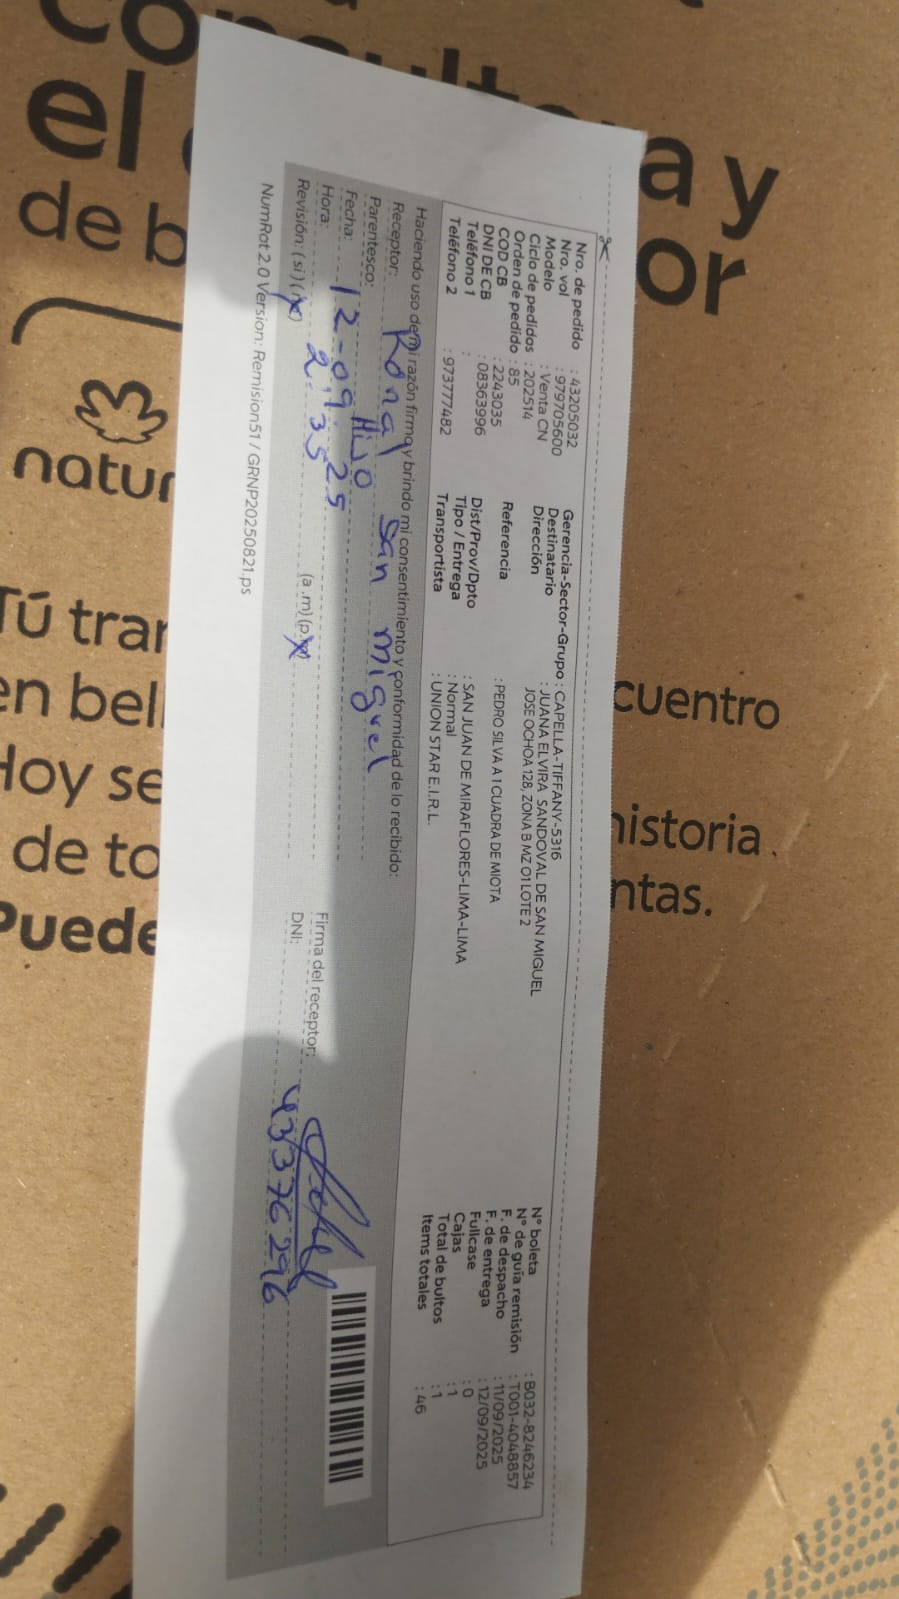 el
de b
natur
Tú tran
en bel
Hoy se
de to
Puede
a y
or
cuentro
historia
ntas.
Nro. de pedido : 43205032
Nro. vol : 979705600
Modelo : Venta CN
Ciclo de pedidos : 202514
Orden de pedido : 85
COD CB : 2243035
DNI DE CB : 08363996
Teléfono 1 :
Teléfono 2 : 973777482
Gerencia-Sector-Grupo : CAPELLA-TIFFANY-5316
Destinatario : JUANA ELVIRA SANDOVAL DE SAN MIGUEL
Dirección JOSE OCHOA 128, ZONA B MZ O1 LOTE 2
Referencia : PEDRO SILVA A 1 CUADRA DE MIOTA
Dist/Prov/Dpto : SAN JUAN DE MIRAFLORES-LIMA-LIMA
Tipo / Entrega : Normal
Transportista : UNION STAR E.I.R.L.
N° boleta : B032-8246234
N° de guía remisión : T001-4048857
F. de despacho : 11/09/2025
F. de entrega : 12/09/2025
Fullcase : 0
Cajas : 1
Total de bultos : 1
Items totales : 46
Haciendo uso de mi razón firmo y brindo mi consentimiento y conformidad de lo recibido:
Receptor: Ronal San Miguel
Parentesco: Hijo
Fecha: 12-09-25
Hora: 2:35 (a.m) (p.m)
Revisión: (si) (no)
Firma del receptor:
DNI: 43376296
NumRot2.0 Version: Remision51 / GRNP20250821.ps